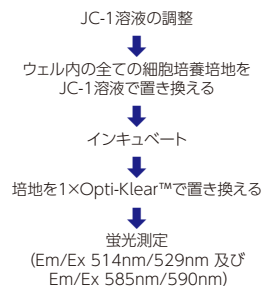 JC-1溶液の調整
ウェル内の全ての細胞培養培地を
JC-1溶液で置き換える
インキュベート
培地を1×Opti-Klear™で置き換える
蛍光測定
(Em/Ex 514nm/529nm 及び
Em/Ex 585nm/590nm)